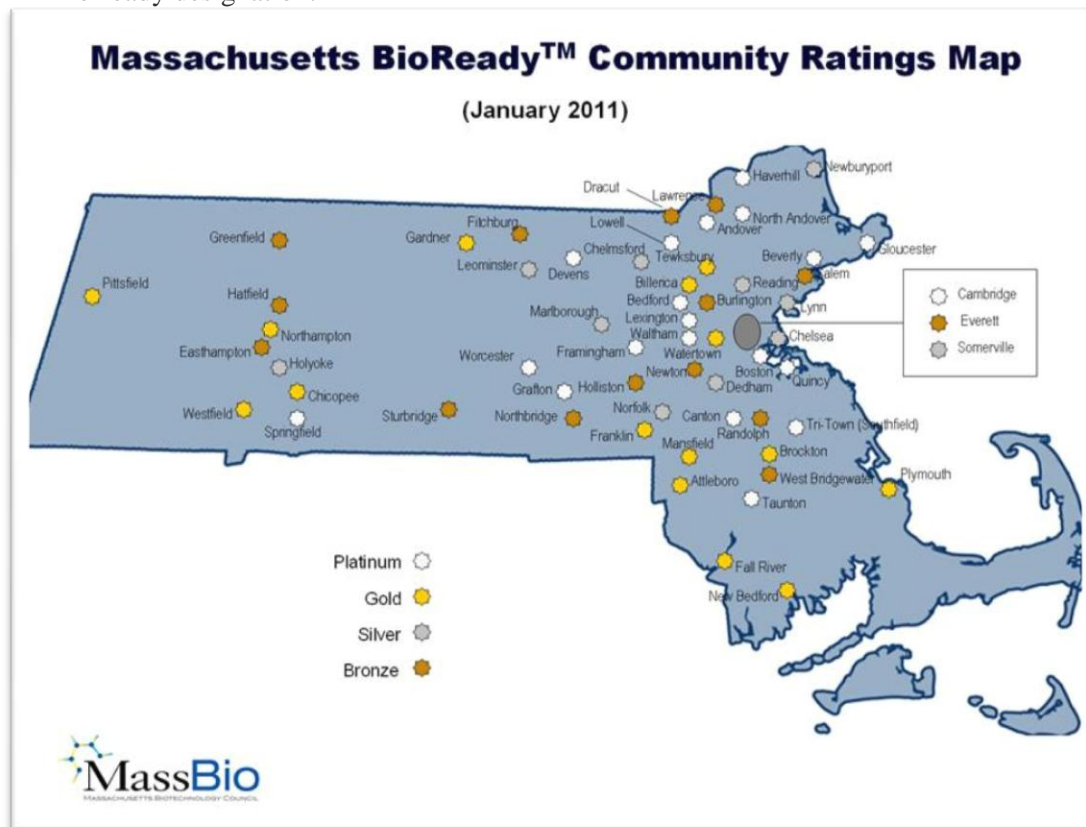 Massachusetts BioReady™ Community Ratings Map
(January 2011)
Newburyport
Haverhill
Dracut
Lawrence
North Andover
Lowell
Andover
Fitchburg
Gardner
Greenfield
Chelmsford
Tewksbury
Beverly
Gloucester
Leominster
Devens
Salem
Pittsfield
Billerica
Reading
Hatfield
Bedford
Burlington
Lynn
Cambridge
Marlborough
Lexington
Everett
Northampton
Waltham
Chelsea
Somerville
Easthampton
Framingham
Watertown
Worcester
Holyoke
Newton
Boston
Quincy
Grafton
Holliston
Dedham
Chicopee
Westfield
Sturbridge
Northbridge
Norfolk
Canton
Springfield
Franklin
Randolph
Tri-Town (Southfield)
Mansfield
Brockton
Attleboro
West Bridgewater
Plymouth
Taunton
Fall River
New Bedford
Platinum
Gold
Silver
Bronze
MassBio
MASSACHUSETTS BIOTECHNOLOGY COUNCIL